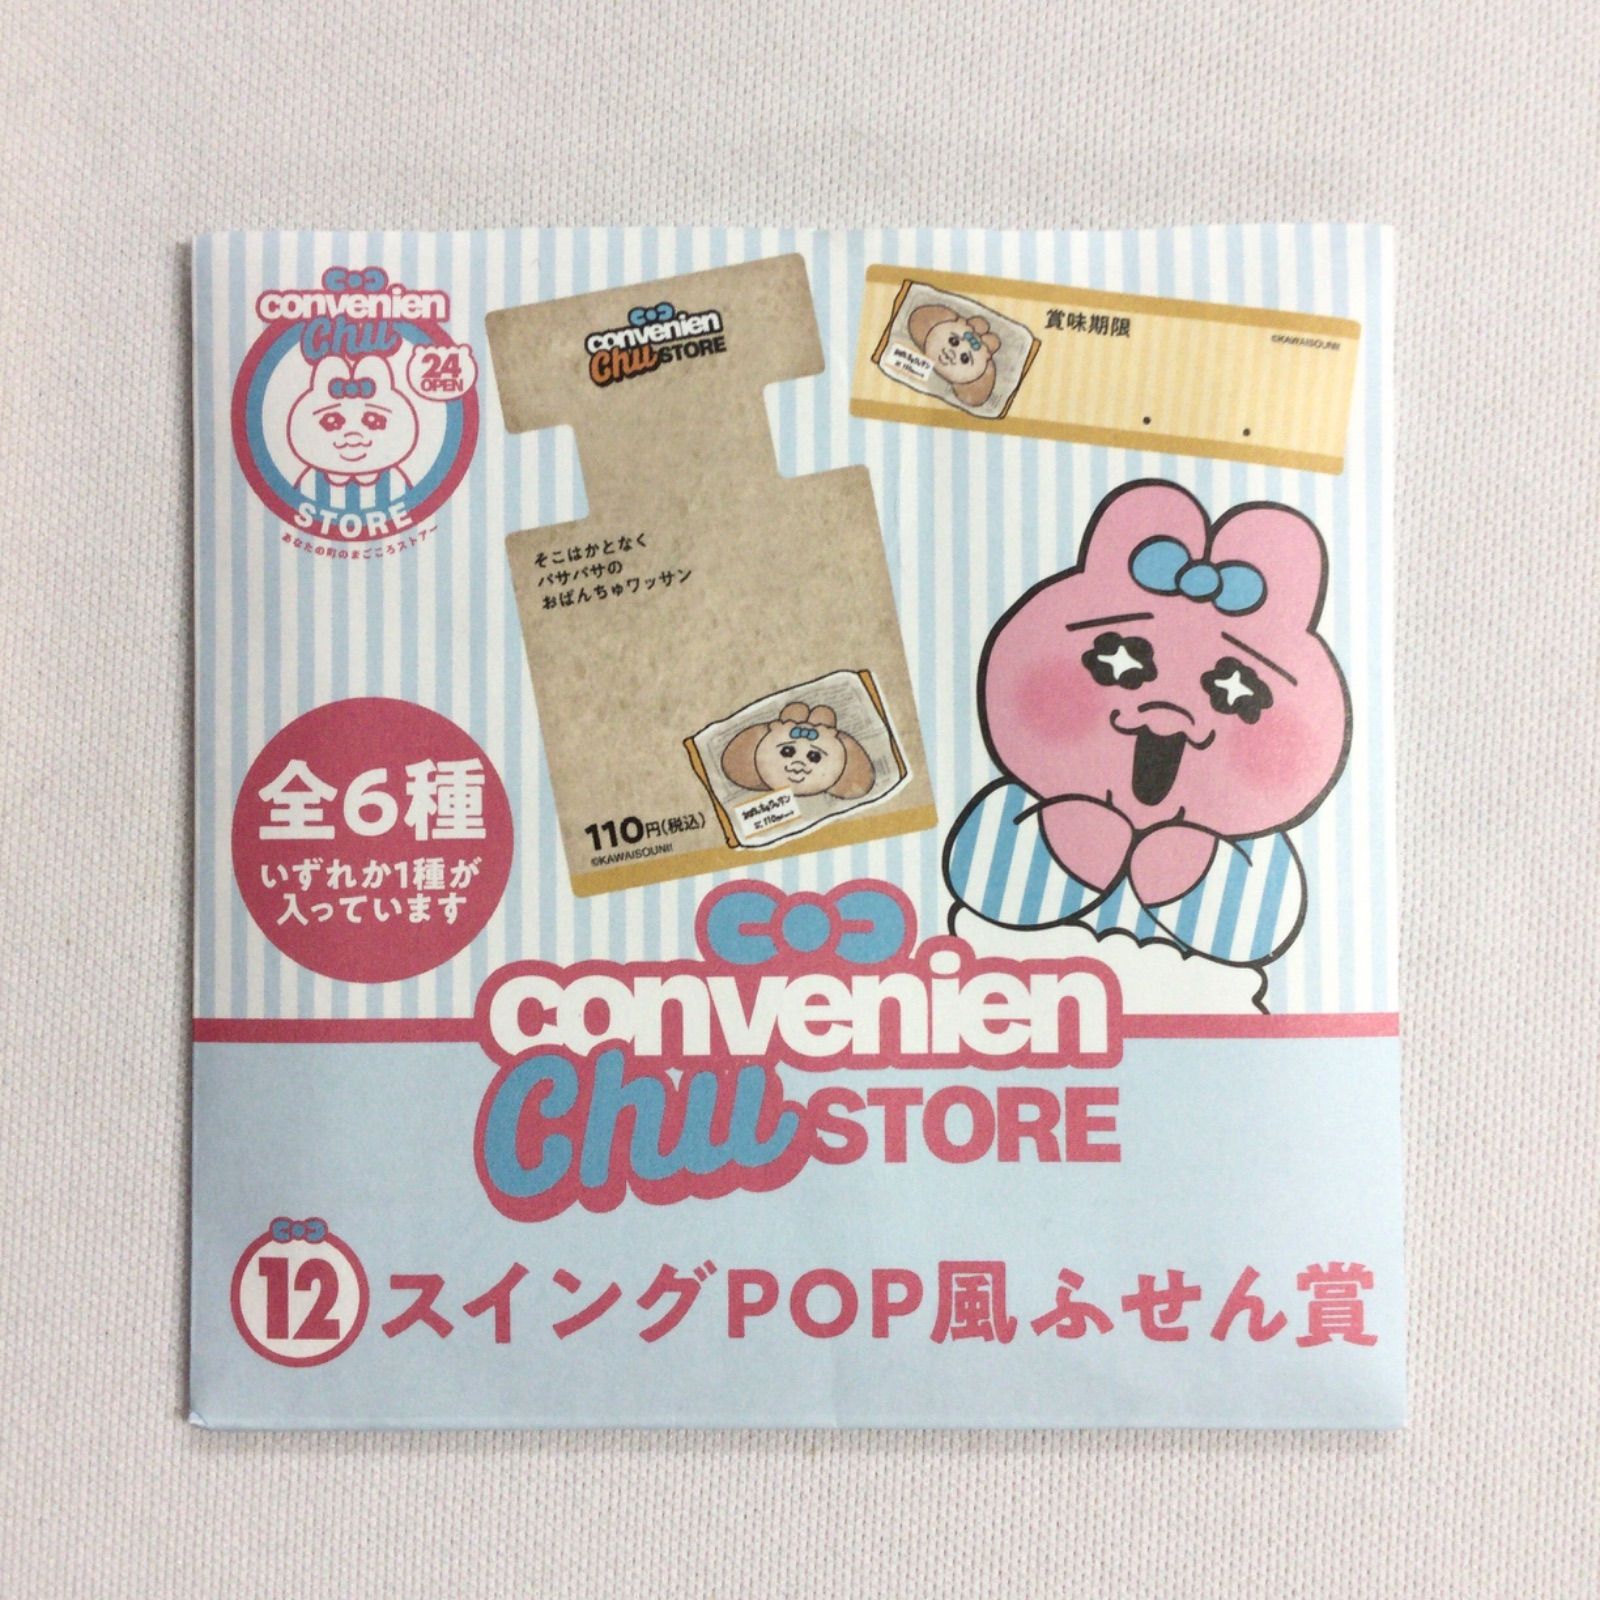 convenien
Chu
24
OPEN
STORE
あなたの町のまごころストアー
convenien
Chu STORE
そこはかとなく
パサパサの
おぱんちゅワッサン
110円(税込)
©KAWAISOUNI!
賞味期限
©KAWAISOUNI!
全6種
いずれか1種が
入っています
convenien
Chu STORE
12 スイングPOP風ふせん賞